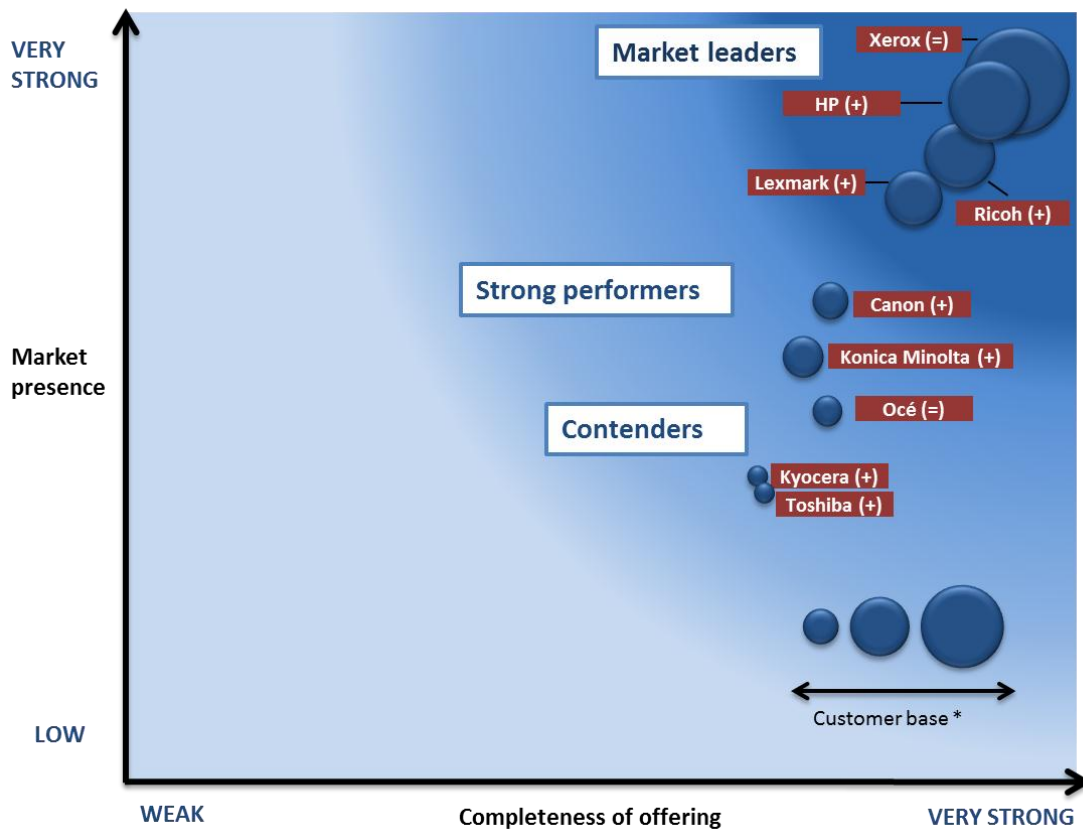 VERY
STRONG
Market leaders
Xerox (=)
HP (+)
Lexmark (+)
Ricoh (+)
Strong performers
Canon (+)
Market
presence
Konica Minolta (+)
Océ (=)
Contenders
Kyocera (+)
Toshiba (+)
Customer base *
LOW
WEAK
Completeness of offering
VERY STRONG